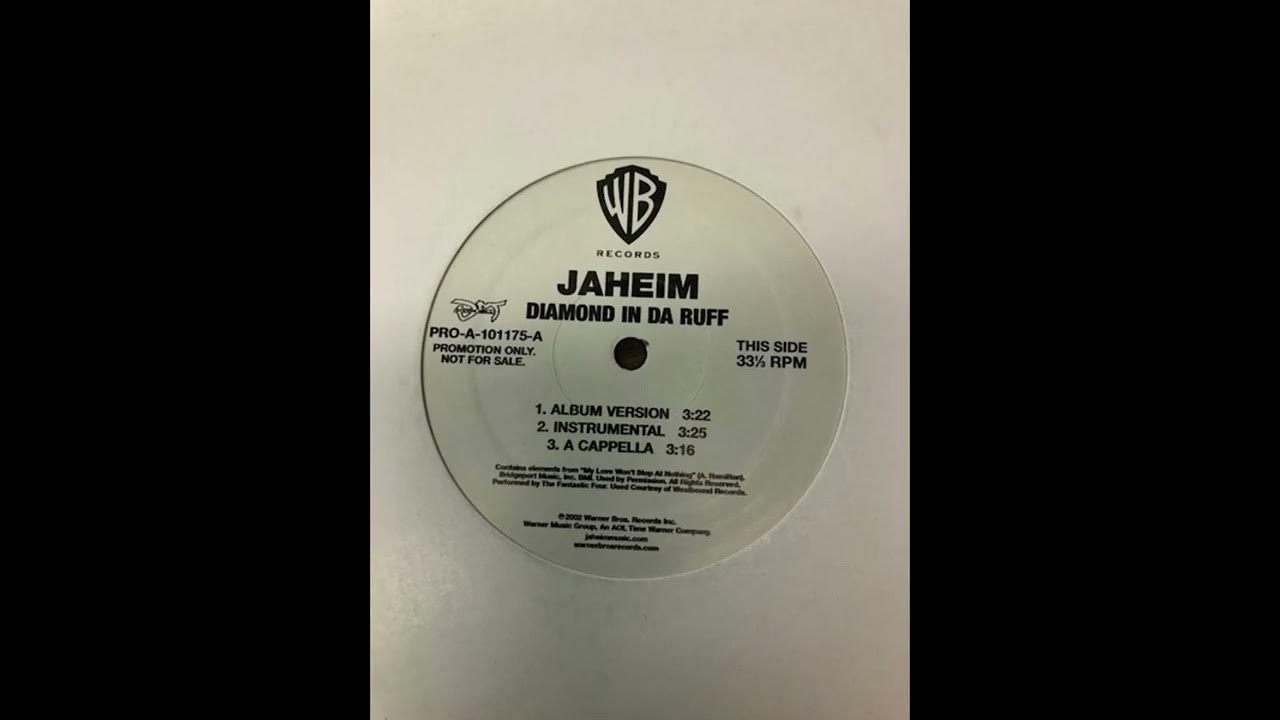 WB
RECORDS
JAHEIM
DIAMOND IN DA RUFF
PRO-A-101175-A
PROMOTION ONLY.
NOT FOR SALE.
THIS SIDE
33⅓ RPM
1. ALBUM VERSION 3:22
2. INSTRUMENTAL 3:25
3. A CAPPELLA 3:16
Contains elements from "My Love Won't Stop At Nothing" (A. Hamilton).
Bridgeport Music, Inc. BMI. Used by Permission. All Rights Reserved.
Performed by The Fantastic Four. Used Courtesy of Westbound Records.
℗2002 Warner Bros. Records Inc.
Warner Music Group, An AOL Time Warner Company.
jaheimmusic.com
warnerbrosrecords.com